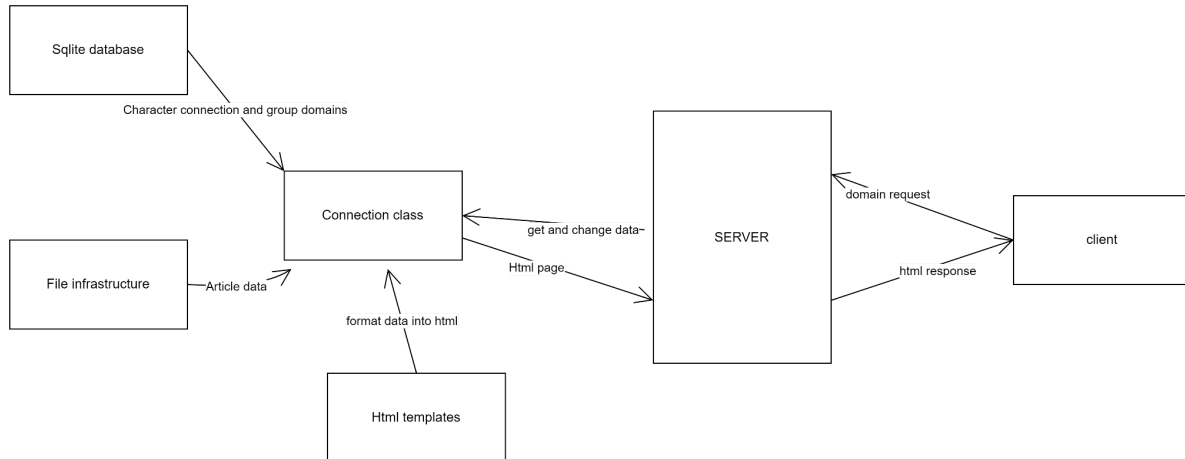 Sqlite database
Character connection and group domains
Connection class
File infrastructure
Article data
format data into html
Html templates
get and change data
Html page
SERVER
domain request
html response
client